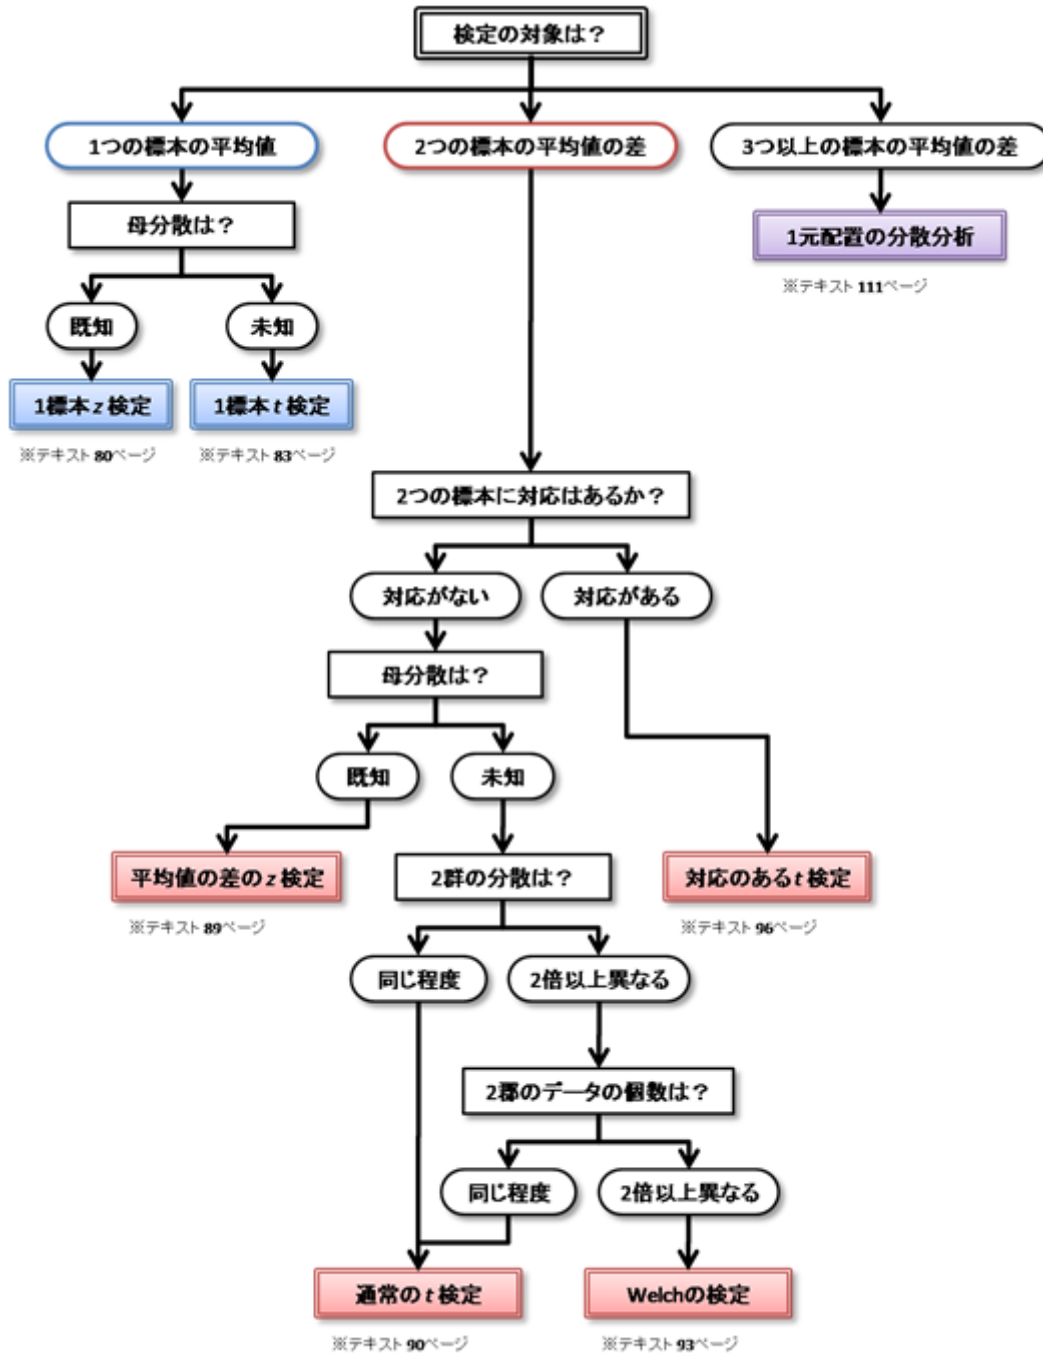 検定の対象は？
1つの標本の平均値
2つの標本の平均値の差
3つ以上の標本の平均値の差
母分散は？
1元配置の分散分析
※テキスト 111ページ
既知
未知
1標本 z 検定
1標本 t 検定
※テキスト 80ページ
※テキスト 83ページ
2つの標本に対応はあるか？
対応がない
対応がある
母分散は？
既知
未知
平均値の差の z 検定
2群の分散は？
対応のある t 検定
※テキスト 89ページ
※テキスト 96ページ
同じ程度
2倍以上異なる
2郡のデータの個数は？
同じ程度
2倍以上異なる
通常の t 検定
Welchの検定
※テキスト 90ページ
※テキスト 93ページ